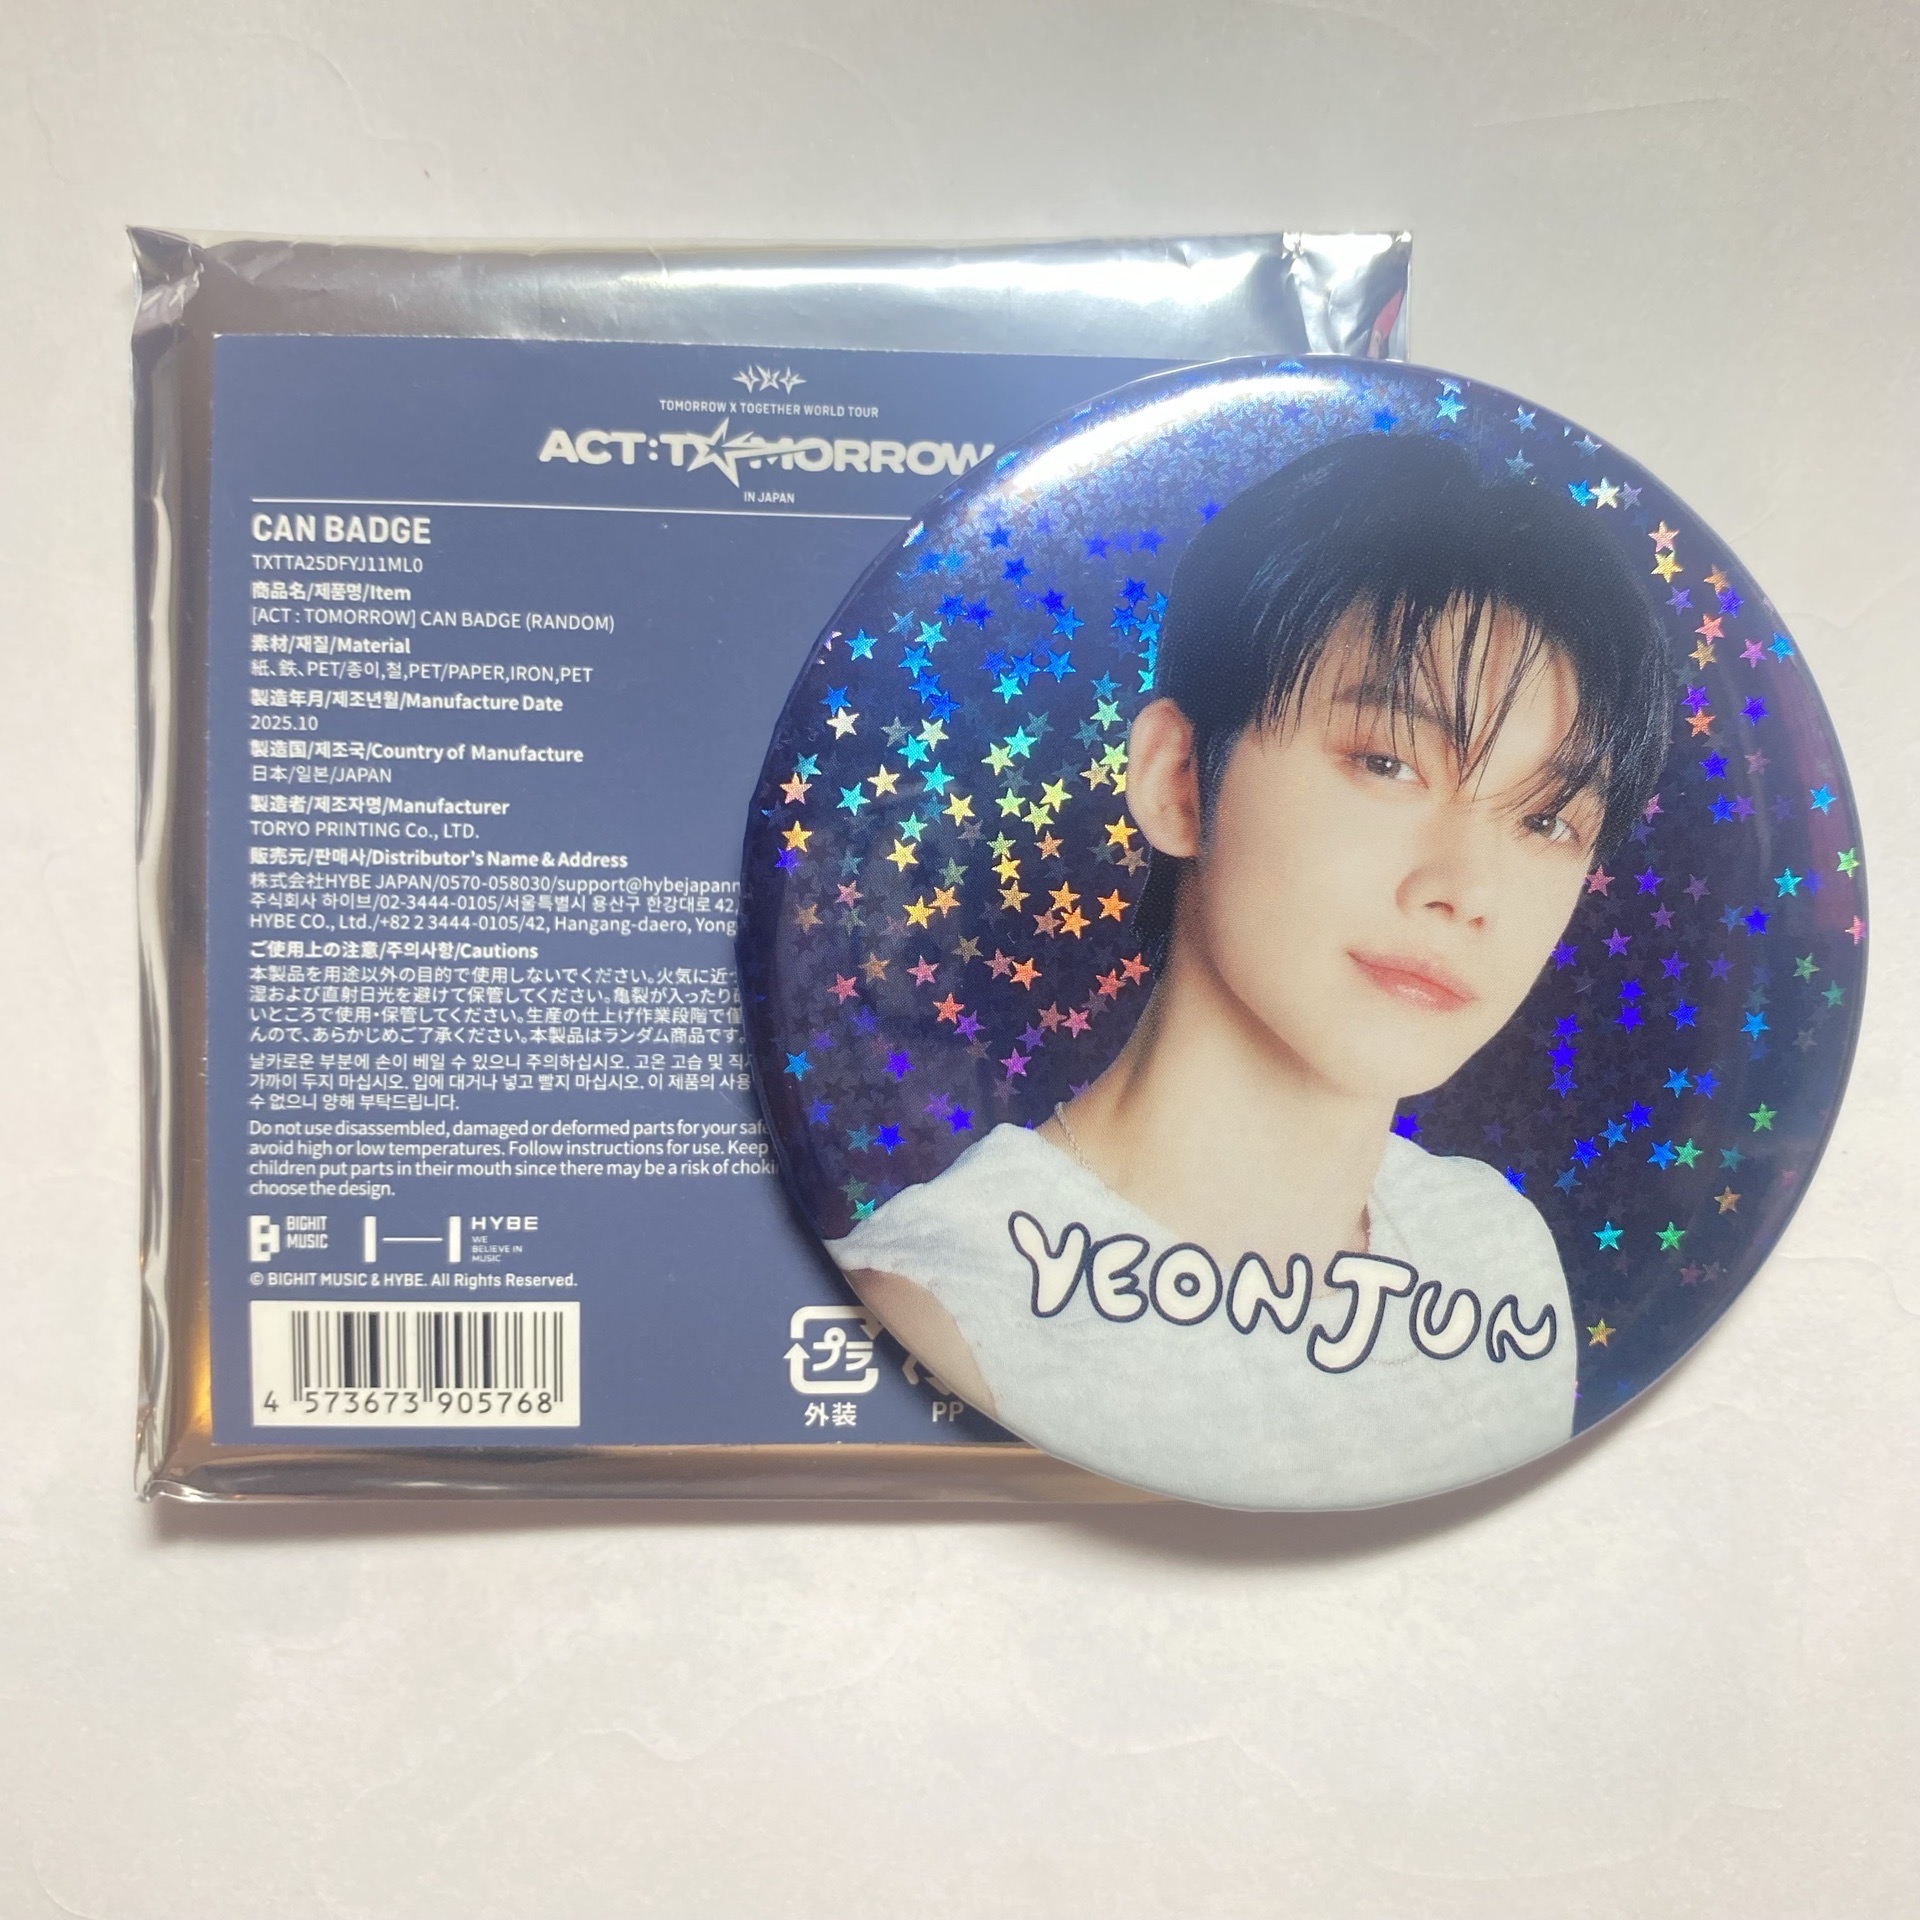 TOMORROW X TOGETHER WORLD TOUR
ACT:TOMORROW
IN JAPAN
CAN BADGE
TXTTA25DFYJ11ML0
商品名/제품명/Item
[ACT : TOMORROW] CAN BADGE (RANDOM)
素材/재질/Material
紙、鉄、PET/종이,철,PET/PAPER,IRON,PET
製造年月/제조년월/Manufacture Date
2025.10
製造国/제조국/Country of Manufacture
日本/일본/JAPAN
製造者/제조자명/Manufacturer
TORYO PRINTING Co., LTD.
販売元/판매사/Distributor's Name & Address
株式会社HYBE JAPAN/0570-058030/support@hybejapan
주식회사 하이브/02-3444-0105/서울특별시 용산구 한강대로 42,
HYBE CO., Ltd./+82 2 3444-0105/42, Hangang-daero, Yong
ご使用上の注意/주의사항/Cautions
本製品を用途以外の目的で使用しないでください。火気に近づ
湿および直射日光を避けて保管してください。亀裂が入ったり
いところで使用・保管してください。生産の仕上げ作業段階で
んので、あらかじめご了承ください。本製品はランダム商品です。
날카로운 부분에 손이 베일 수 있으니 주의하십시오. 고온 고습 및
가까이 두지 마십시오. 입에 대거나 넣고 빨지 마십시오. 이 제품의 사용
수 없으니 양해 부탁드립니다.
Do not use disassembled, damaged or deformed parts for your safe
avoid high or low temperatures. Follow instructions for use. Keep
children put parts in their mouth since there may be a risk of choki
choose the design.
BIGHIT MUSIC
HYBE
WE BELIEVE IN MUSIC
© BIGHIT MUSIC & HYBE. All Rights Reserved.
4 573673 905768
プラ
外装
PP
YEONJUN